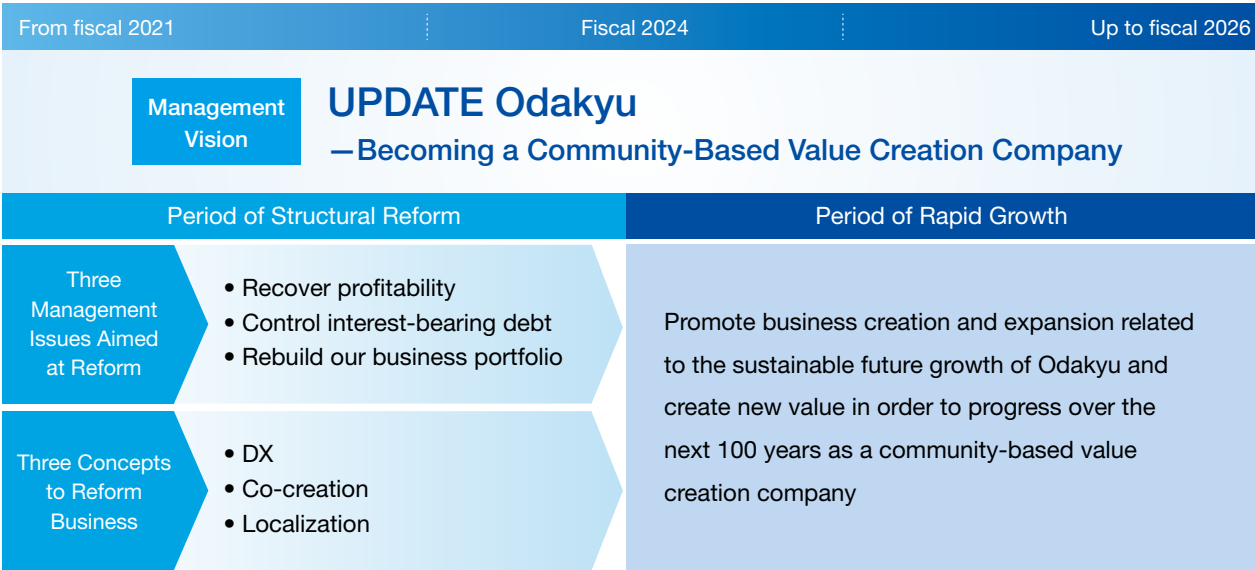 From fiscal 2021
Fiscal 2024
Up to fiscal 2026
Management
Vision
UPDATE Odakyu
—Becoming a Community-Based Value Creation Company
Period of Structural Reform
Period of Rapid Growth
Three
Management
Issues Aimed
at Reform
• Recover profitability
• Control interest-bearing debt
• Rebuild our business portfolio
Three Concepts
to Reform
Business
• DX
• Co-creation
• Localization
Promote business creation and expansion related
to the sustainable future growth of Odakyu and
create new value in order to progress over the
next 100 years as a community-based value
creation company